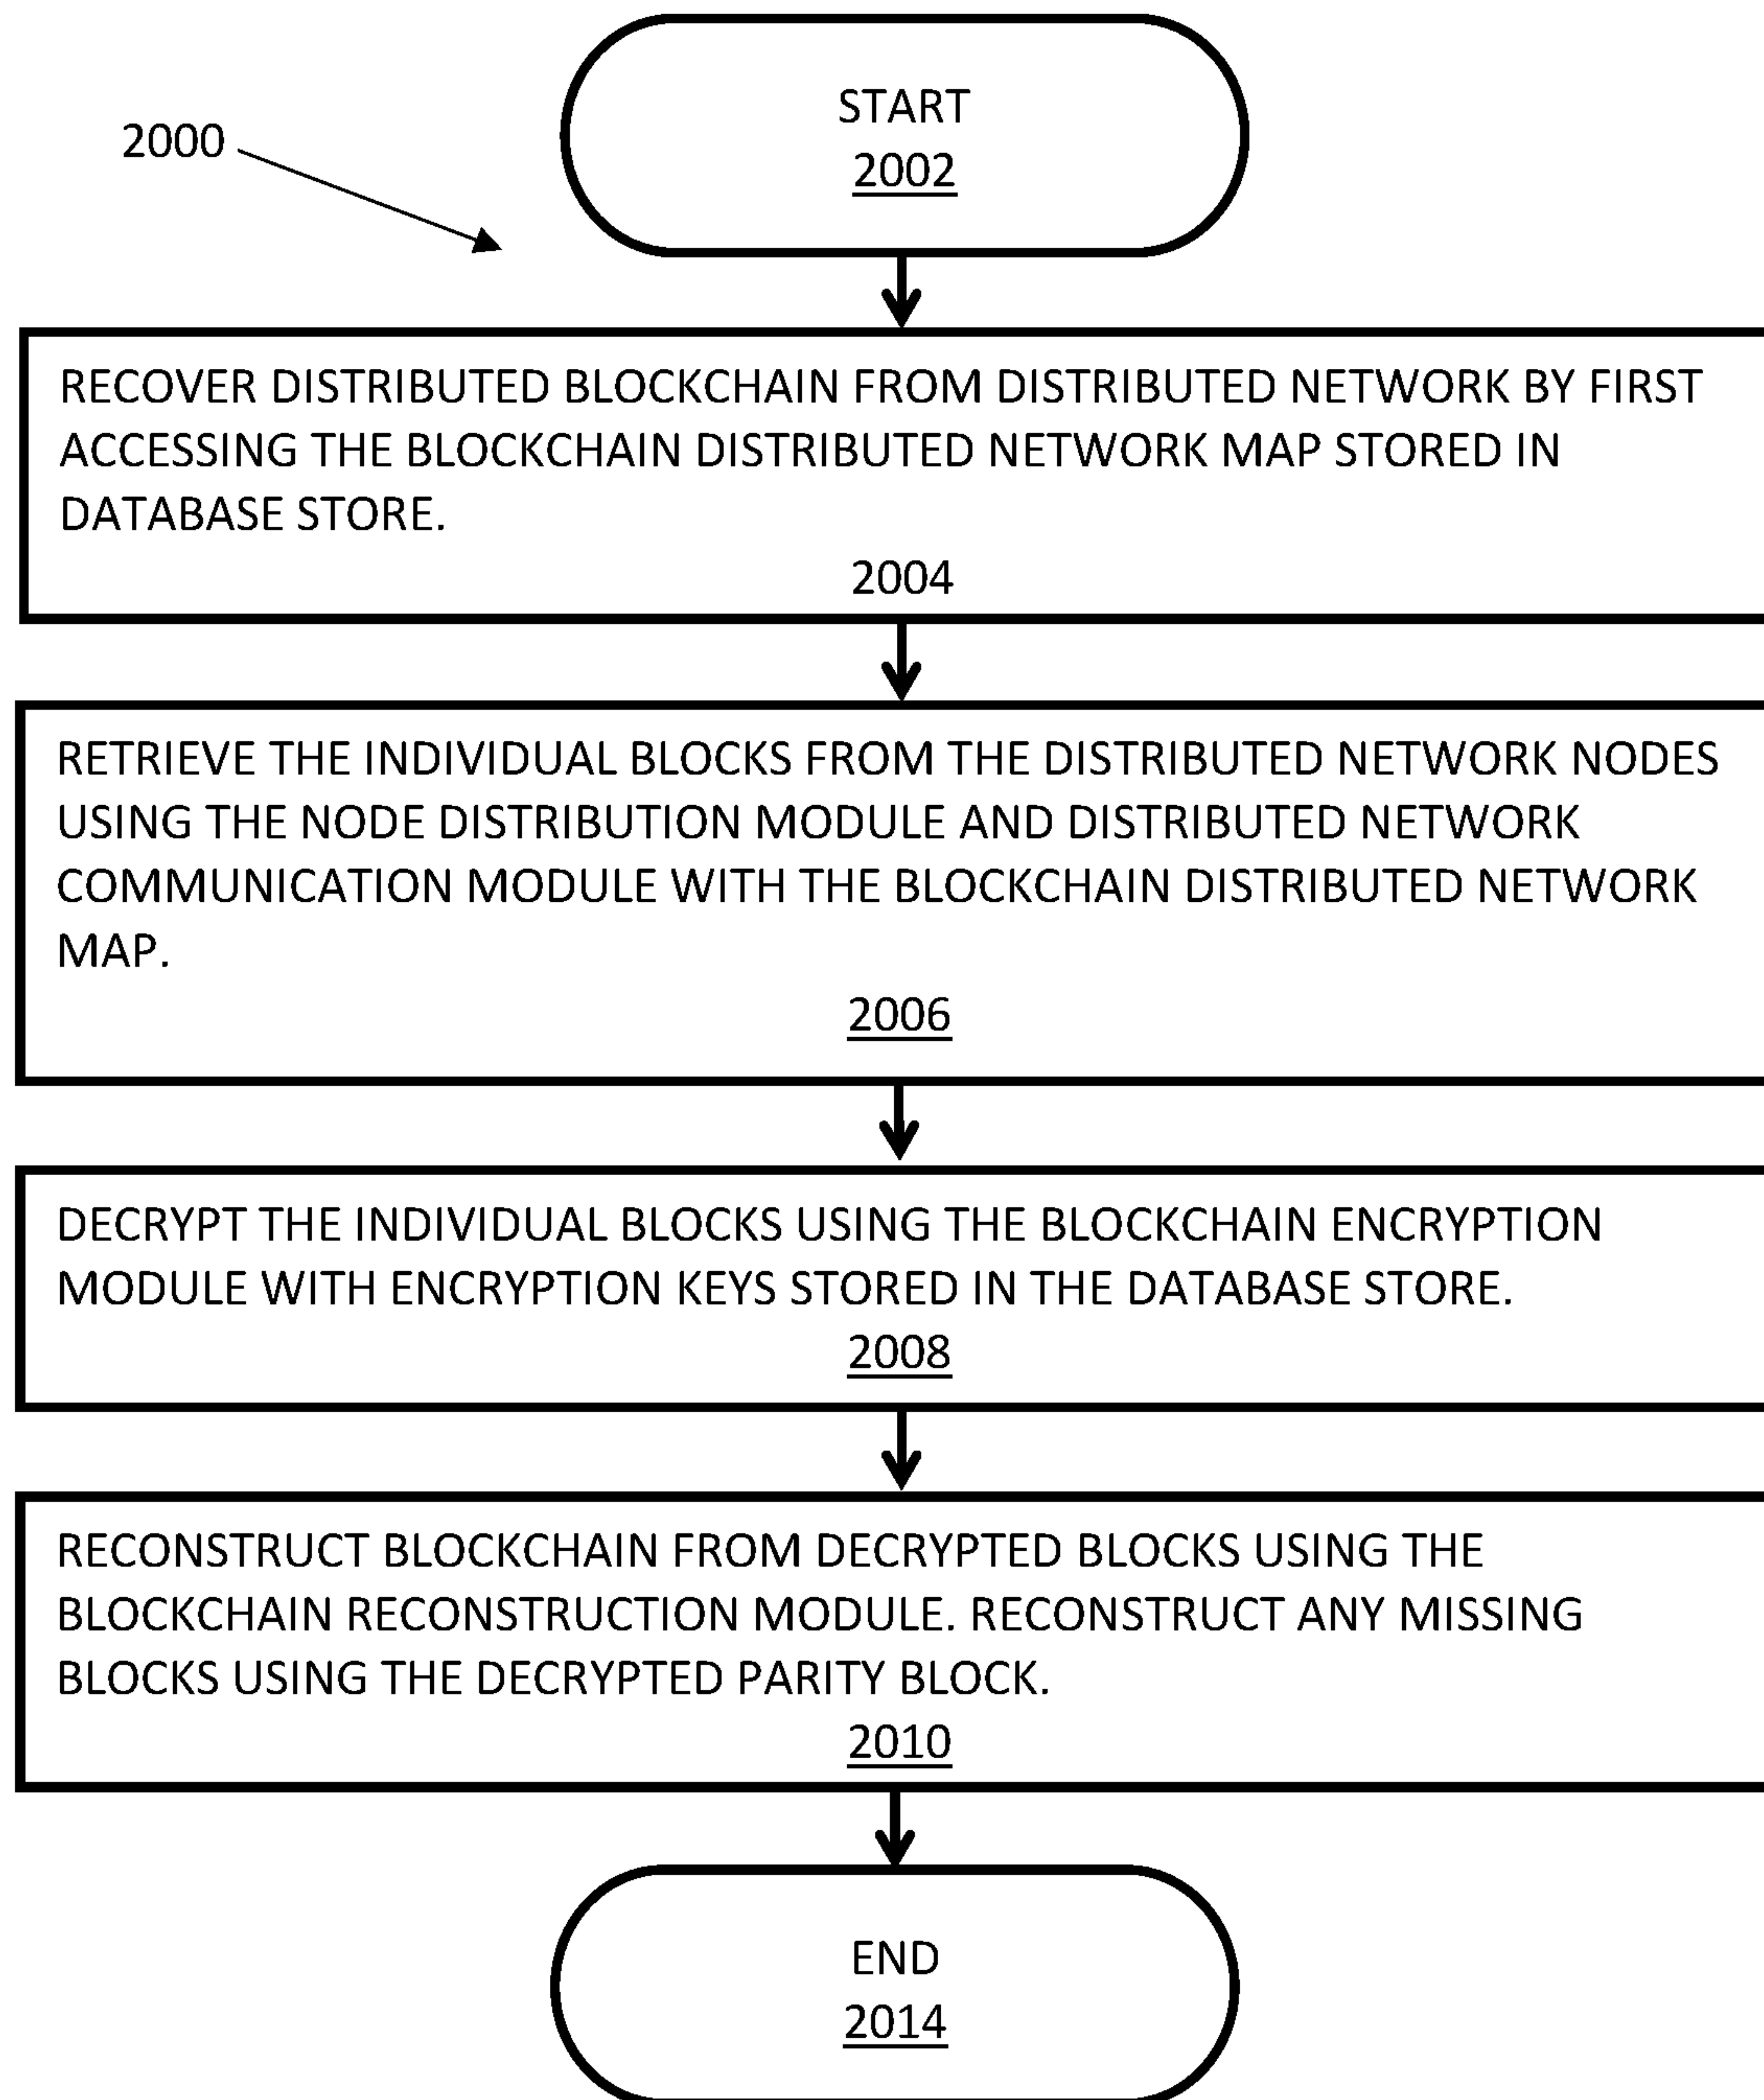 START
2002
2000
RECOVER DISTRIBUTED BLOCKCHAIN FROM DISTRIBUTED NETWORK BY FIRST
ACCESSING THE BLOCKCHAIN DISTRIBUTED NETWORK MAP STORED IN
DATABASE STORE.
2004
RETRIEVE THE INDIVIDUAL BLOCKS FROM THE DISTRIBUTED NETWORK NODES
USING THE NODE DISTRIBUTION MODULE AND DISTRIBUTED NETWORK
COMMUNICATION MODULE WITH THE BLOCKCHAIN DISTRIBUTED NETWORK
MAP.
2006
DECRYPT THE INDIVIDUAL BLOCKS USING THE BLOCKCHAIN ENCRYPTION
MODULE WITH ENCRYPTION KEYS STORED IN THE DATABASE STORE.
2008
RECONSTRUCT BLOCKCHAIN FROM DECRYPTED BLOCKS USING THE
BLOCKCHAIN RECONSTRUCTION MODULE. RECONSTRUCT ANY MISSING
BLOCKS USING THE DECRYPTED PARITY BLOCK.
2010
END
2014